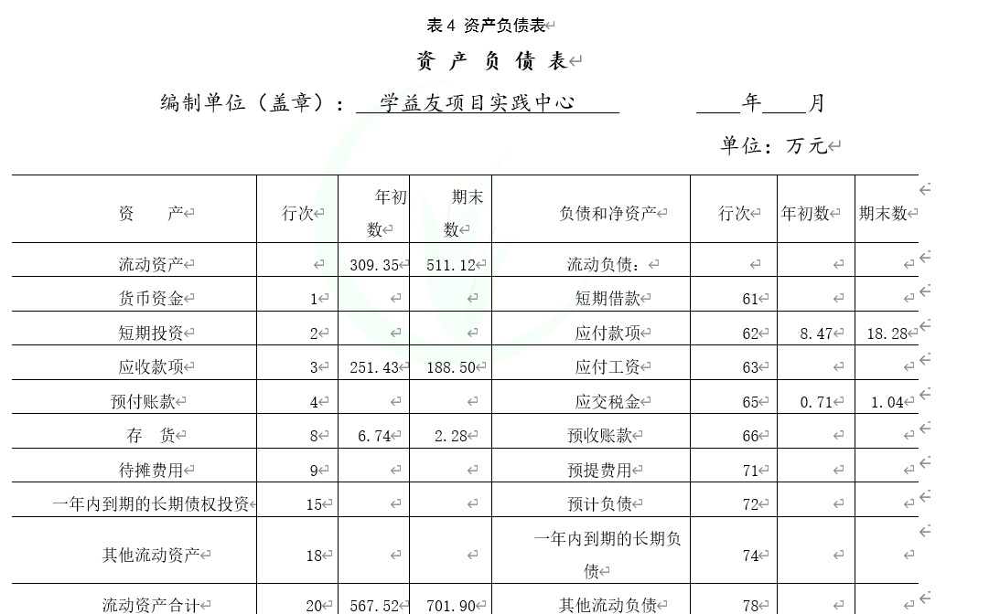 表4 资产负债表
资 产 负 债 表
编制单位（盖章）： 学益友项目实践中心 ____年____月
单位：万元
资 产 行次 年初数 期末数 负债和净资产 行次 年初数 期末数
流动资产 309.35 511.12 流动负债：
货币资金 1 短期借款 61
短期投资 2 应付款项 62 8.47 18.28
应收款项 3 251.43 188.50 应付工资 63
预付账款 4 应交税金 65 0.71 1.04
存 货 8 6.74 2.28 预收账款 66
待摊费用 9 预提费用 71
一年内到期的长期债权投资 15 预计负债 72
其他流动资产 18 一年内到期的长期负债 74
流动资产合计 20 567.52 701.90 其他流动负债 78